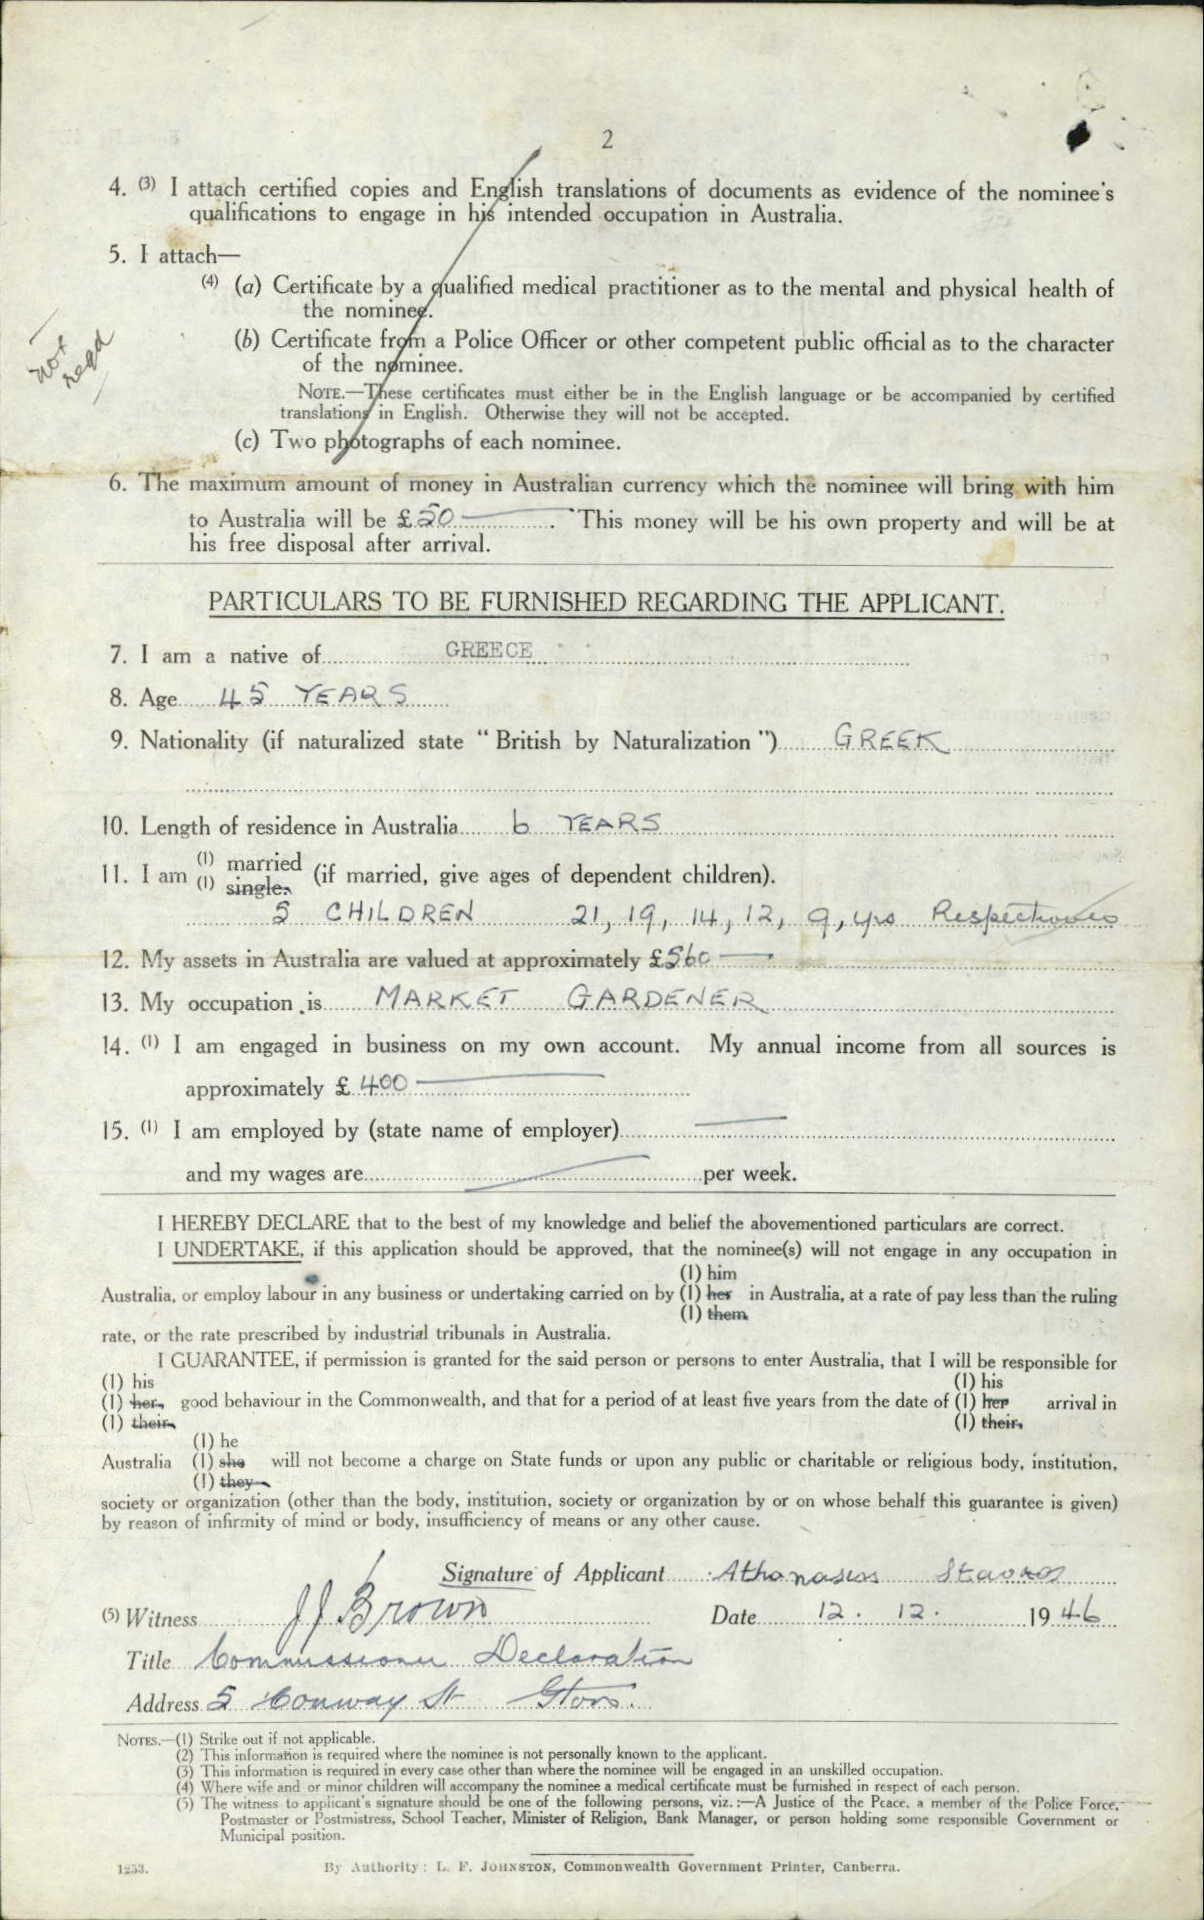 2
4. (3) I attach certified copies and English translations of documents as evidence of the nominee's
qualifications to engage in his intended occupation in Australia.
5. I attach—
(4) (a) Certificate by a qualified medical practitioner as to the mental and physical health of
the nominee.
(b) Certificate from a Police Officer or other competent public official as to the character
of the nominee.
not
reqd
NOTE.—These certificates must either be in the English language or be accompanied by certified
translations in English. Otherwise they will not be accepted.
(c) Two photographs of each nominee.
6. The maximum amount of money in Australian currency which the nominee will bring with him
to Australia will be £50. This money will be his own property and will be at
his free disposal after arrival.
PARTICULARS TO BE FURNISHED REGARDING THE APPLICANT.
7. I am a native of GREECE
8. Age 45 YEARS
9. Nationality (if naturalized state "British by Naturalization") GREEK
10. Length of residence in Australia 6 YEARS
11. I am (1) married (if married, give ages of dependent children).
(1) single.
5 CHILDREN 21, 19, 14, 12, 9, yrs
12. My assets in Australia are valued at approximately £560
13. My occupation is MARKET GARDENER
14. (1) I am engaged in business on my own account. My annual income from all sources is
approximately £400
15. (1) I am employed by (state name of employer)
and my wages are per week.
I HEREBY DECLARE that to the best of my knowledge and belief the abovementioned particulars are correct.
I UNDERTAKE, if this application should be approved, that the nominee(s) will not engage in any occupation in
(1) him
Australia, or employ labour in any business or undertaking carried on by (1) her in Australia, at a rate of pay less than the ruling
(1) them
rate, or the rate prescribed by industrial tribunals in Australia.
I GUARANTEE, if permission is granted for the said person or persons to enter Australia, that I will be responsible for
(1) his (1) his
(1) her, good behaviour in the Commonwealth, and that for a period of at least five years from the date of (1) her arrival in
(1) their (1) their
(1) he
Australia (1) she will not become a charge on State funds or upon any public or charitable or religious body, institution,
(1) they
society or organization (other than the body, institution, society or organization by or on whose behalf this guarantee is given)
by reason of infirmity of mind or body, insufficiency of means or any other cause.
Signature of Applicant Athanasios Stavros
(5) Witness J J Brown Date 12. 12. 1946
Title Commissioner Declaration
Address 5 Conway St
NOTES.—(1) Strike out if not applicable.
(2) This information is required where the nominee is not personally known to the applicant.
(3) This information is required in every case other than where the nominee will be engaged in an unskilled occupation.
(4) Where wife and or minor children will accompany the nominee a medical certificate must be furnished in respect of each person.
(5) The witness to applicant's signature should be one of the following persons, viz.:—A Justice of the Peace, a member of the Police Force,
Postmaster or Postmistress, School Teacher, Minister of Religion, Bank Manager, or person holding some responsible Government or
Municipal position.
1253. By Authority: L. F. JOHNSTON, Commonwealth Government Printer, Canberra.